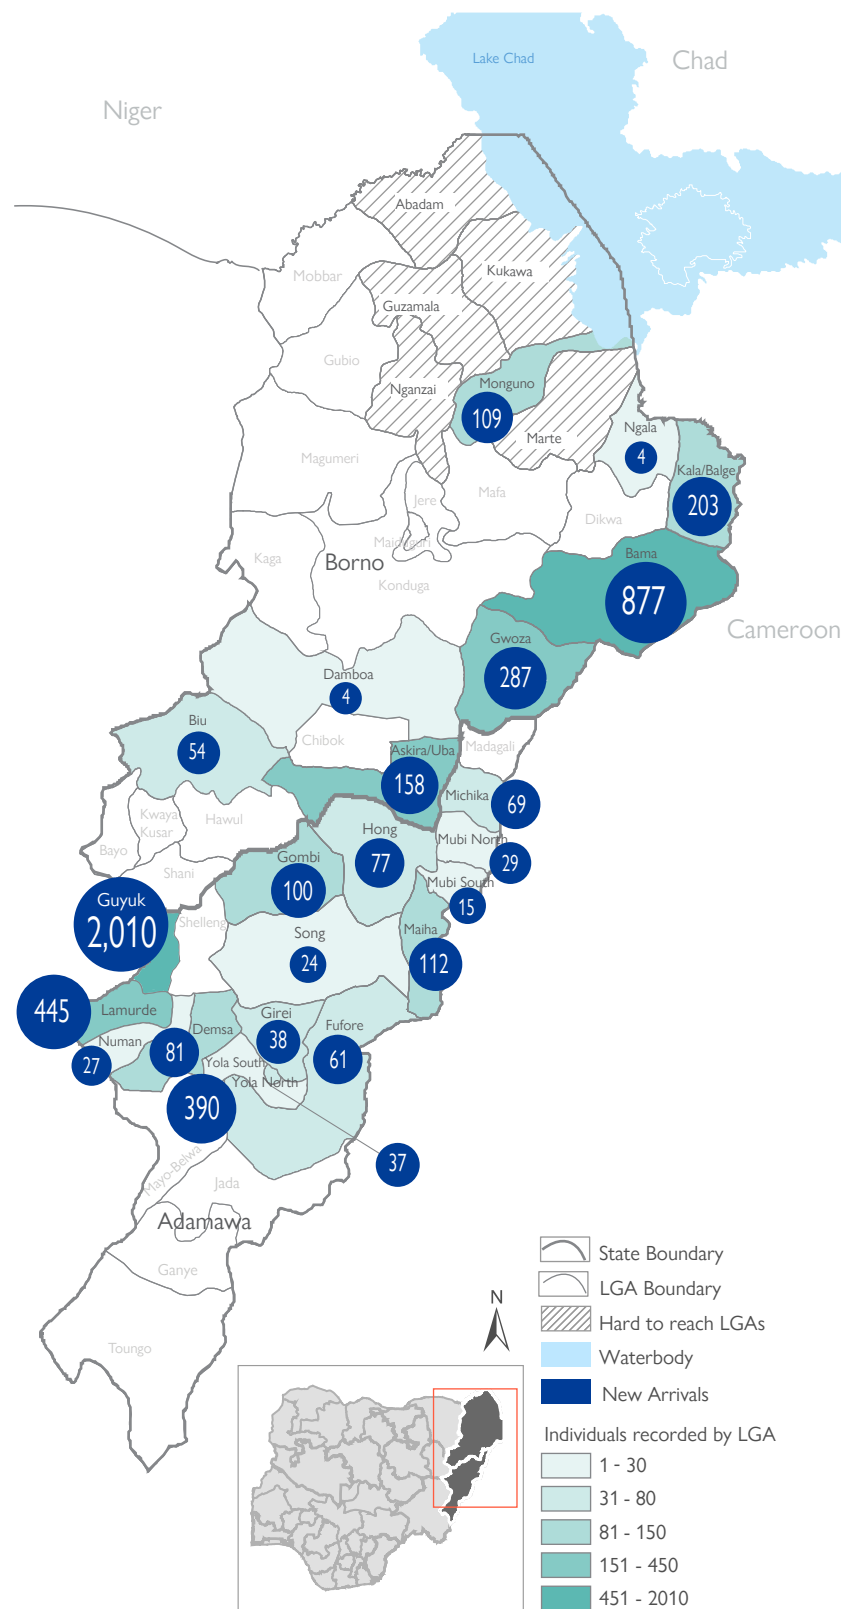 Lake Chad
Chad
Niger
Abadam
Mobbar
Kukawa
Guzamala
Gubio
Nganzai
Monguno
109
Marte
Ngala
4
Kala/Balge
203
Magumeri
Jere
Mafa
Dikwa
Maiduguri
Kaga
Borno
Konduga
Bama
877
Cameroon
Gwoza
287
Damboa
4
Biu
54
Chibok
Askira/Uba
158
Madagali
Michika
69
Kwaya
Kusar
Hawul
Bayo
Shani
Hong
77
Mubi North
29
Gombi
100
Mubi South
15
Guyuk
2,010
Shelleng
Song
24
Maiha
112
445
Lamurde
Numan
27
81
Demsa
Girei
38
Fufore
61
Yola South
Yola North
390
37
Mayo-Belwa
Jada
Adamawa
Ganye
Toungo
N
State Boundary
LGA Boundary
Hard to reach LGAs
Waterbody
New Arrivals
Individuals recorded by LGA
1 - 30
31 - 80
81 - 150
151 - 450
451 - 2010